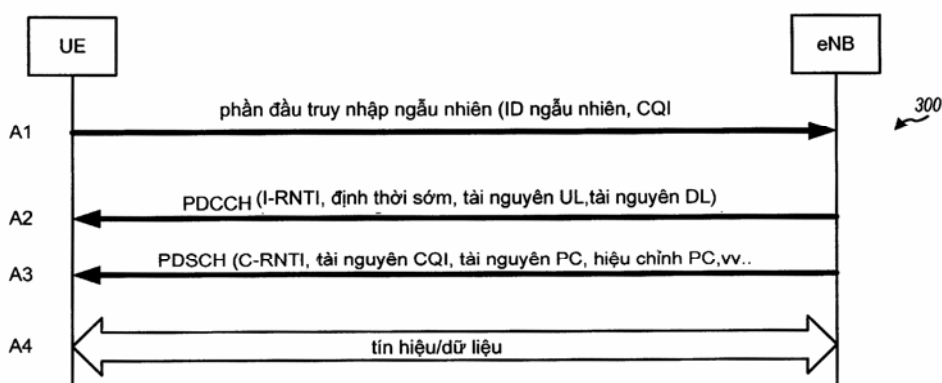 UE
eNB
phần đầu truy nhập ngẫu nhiên (ID ngẫu nhiên, CQI
300
A1
PDCCH (I-RNTI, định thời sớm, tài nguyên UL,tài nguyên DL)
A2
PDSCH (C-RNTI, tài nguyên CQI, tài nguyên PC, hiệu chỉnh PC,vv..
A3
A4
tín hiệu/dữ liệu